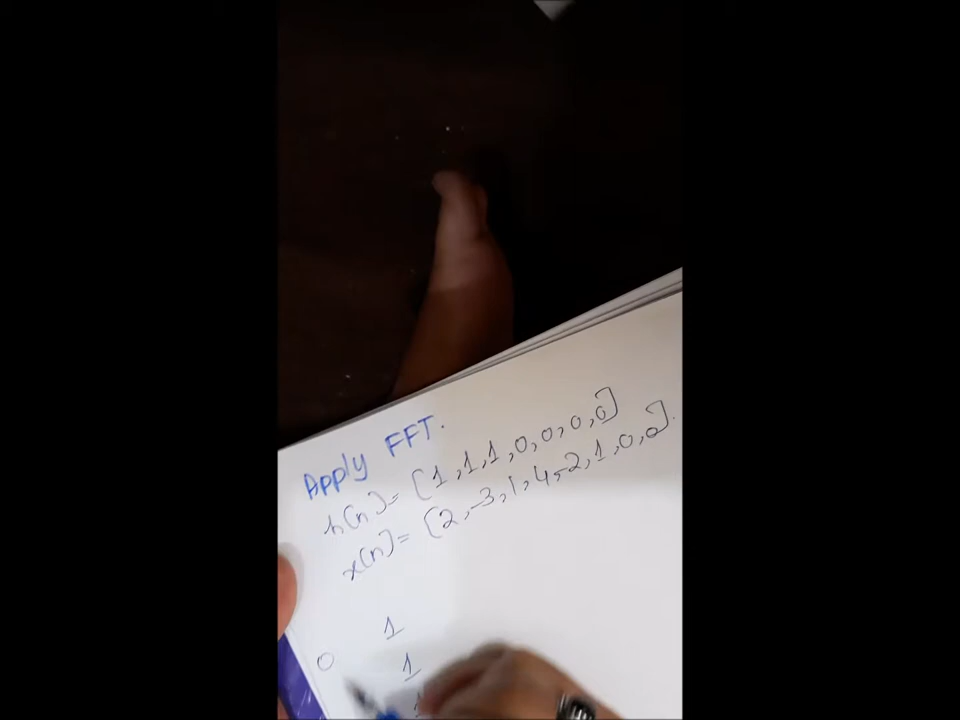 Apply FFT.
h[n] = [1,1,1,0,0,0,0,0]
x[n] = [2,-3,1,4,-2,1,0,0]
1
0 1